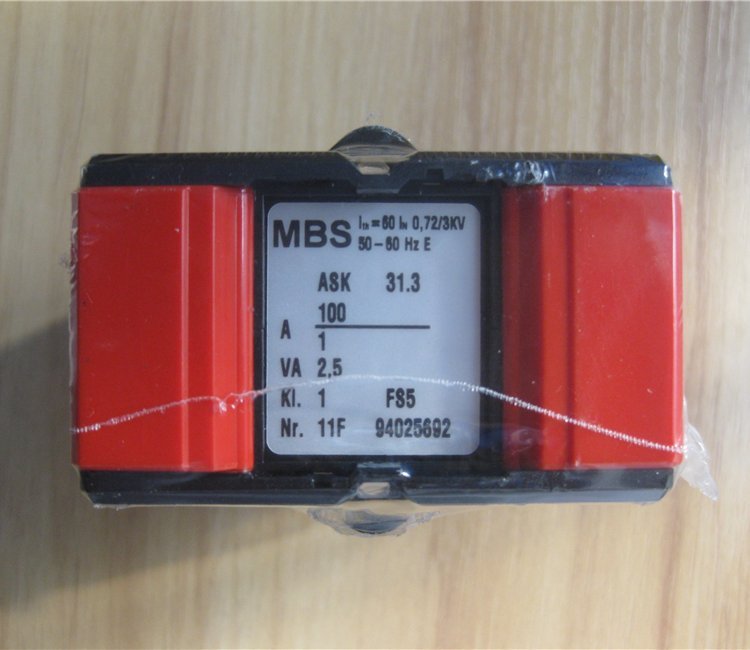 MBS Ith=60 IN 0,72/3KV
50-60 Hz E
ASK 31.3
A 100
1
VA 2,5
Kl. 1 FS5
Nr. 11F 94025692